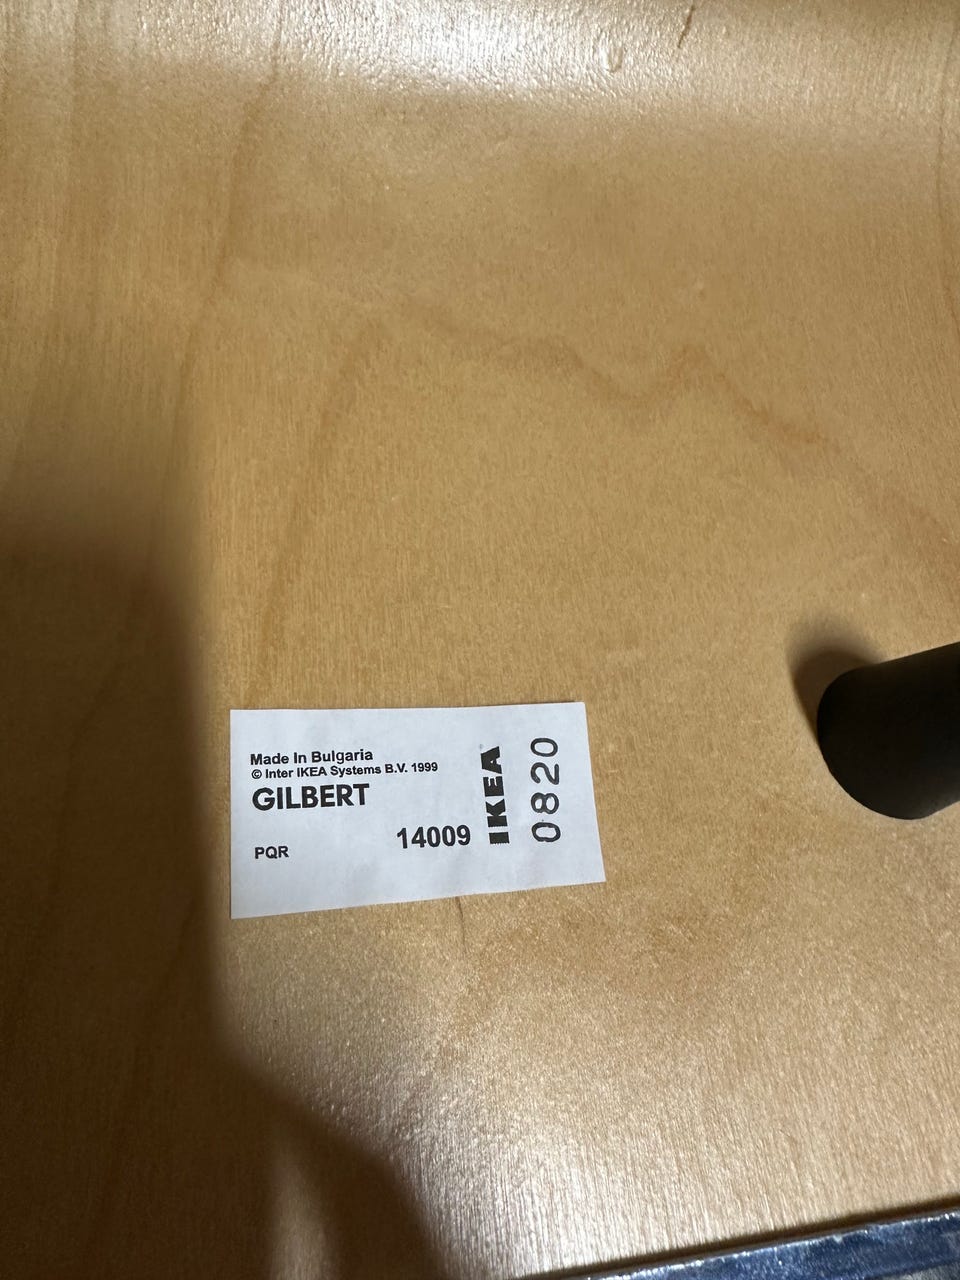 Made In Bulgaria
© Inter IKEA Systems B.V. 1999
GILBERT
PQR
14009
IKEA
0820